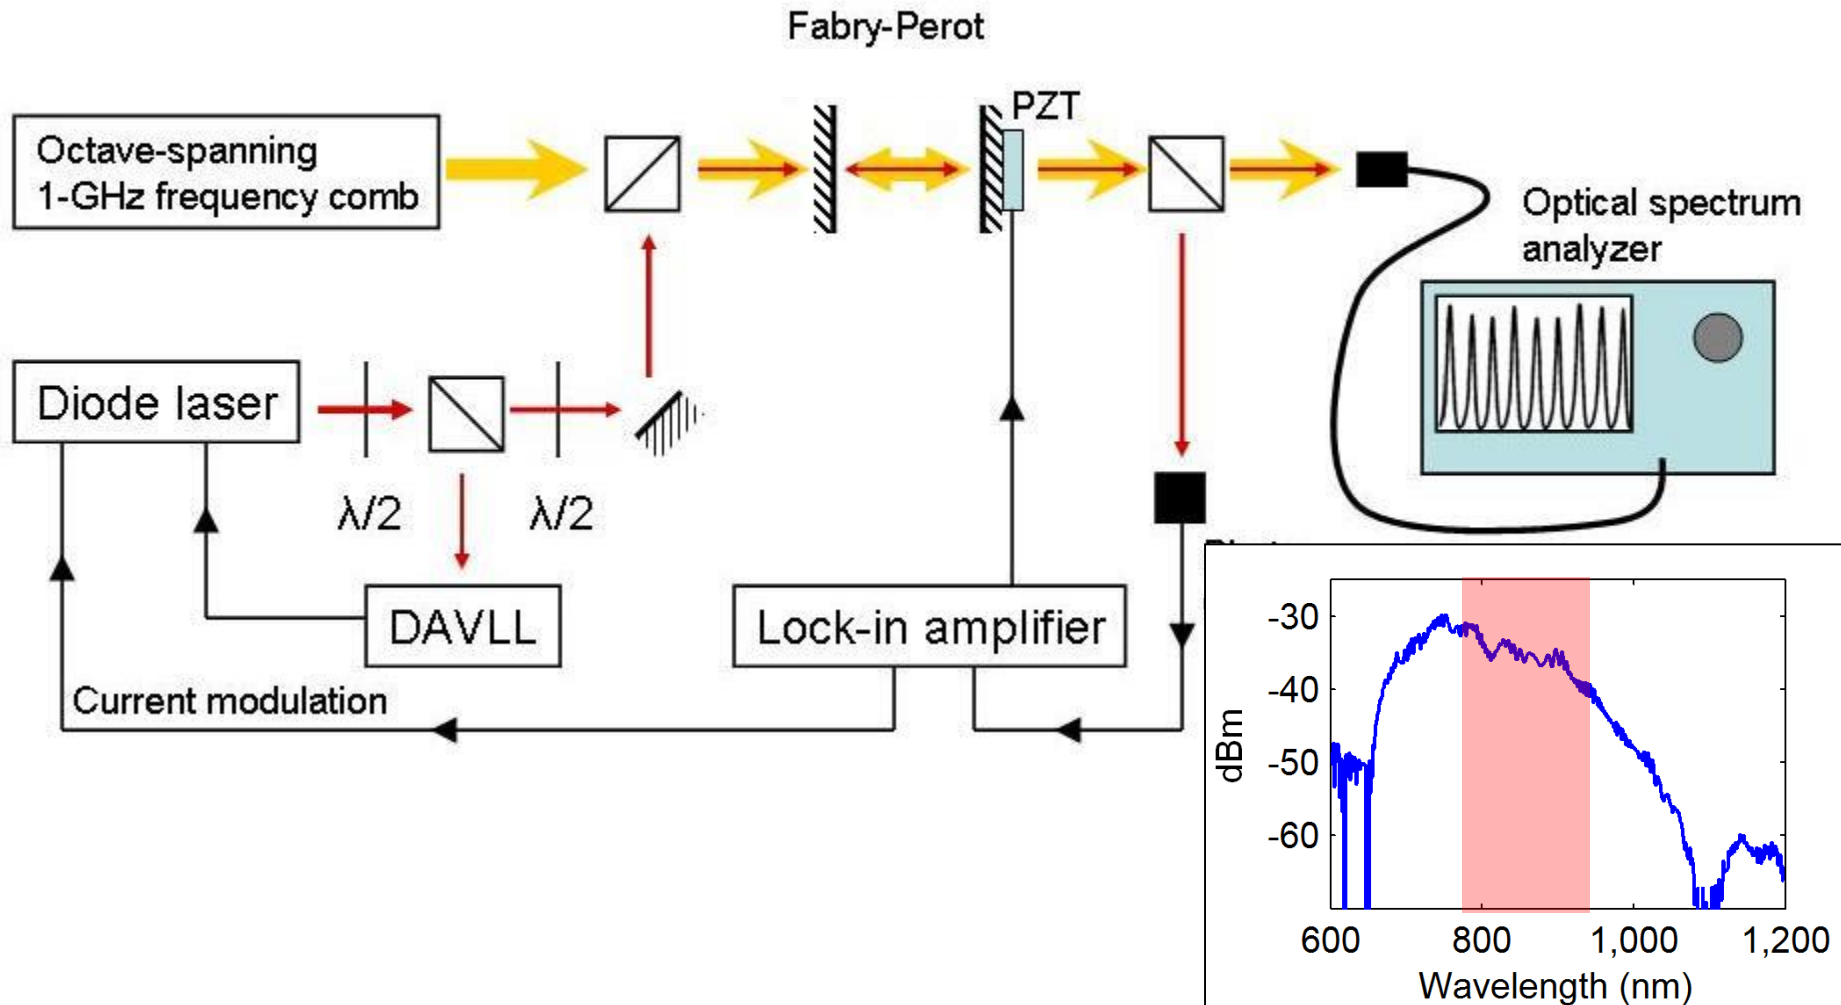 Fabry-Perot
PZT
Octave-spanning
1-GHz frequency comb
Optical spectrum
analyzer
Diode laser
λ/2
λ/2
DAVLL
Lock-in amplifier
Current modulation
-30
-40
-50
-60
dBm
600
800
1,000
1,200
Wavelength (nm)